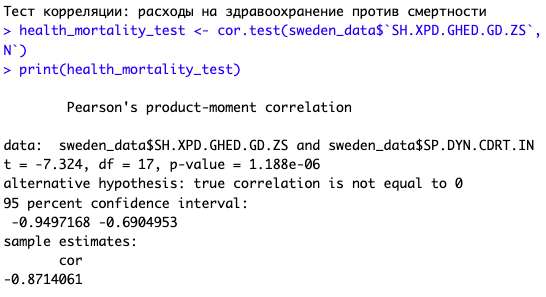 Тест корреляции: расходы на здравоохранение против смертности
> health_mortality_test <- cor.test(sweden_data$`SH.XPD.GHED.GD.ZS`,
N`)
> print(health_mortality_test)
Pearson's product-moment correlation
data:  sweden_data$SH.XPD.GHED.GD.ZS and sweden_data$SP.DYN.CDRT.IN
t = -7.324, df = 17, p-value = 1.188e-06
alternative hypothesis: true correlation is not equal to 0
95 percent confidence interval:
-0.9497168 -0.6904953
sample estimates:
cor
-0.8714061